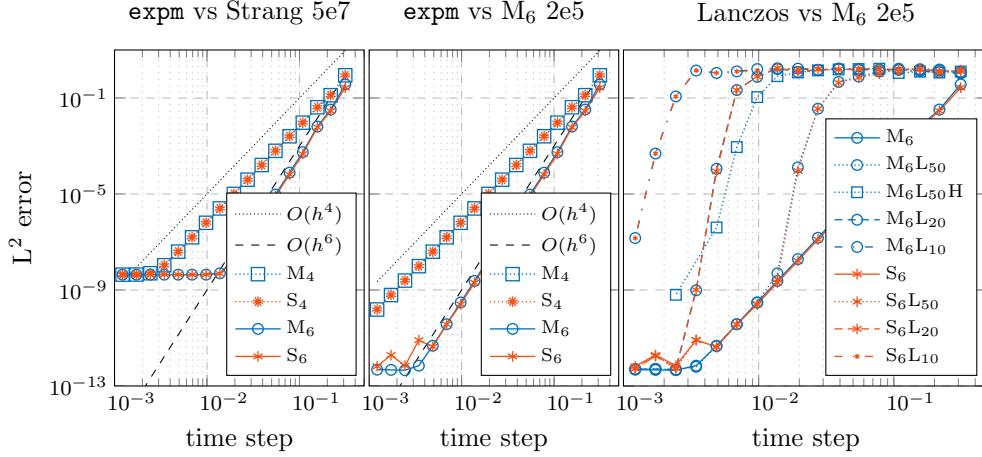 expm vs Strang 5e7
expm vs M₆ 2e5
Lanczos vs M₆ 2e5
L² error
10⁻¹
10⁻⁵
10⁻⁹
10⁻¹³
O(h⁴)
O(h⁶)
M₄
S₄
M₆
S₆
10⁻³ 10⁻² 10⁻¹
time step
O(h⁴)
O(h⁶)
M₄
S₄
M₆
S₆
10⁻³ 10⁻² 10⁻¹
time step
M₆
M₆L₅₀
M₆L₅₀H
M₆L₂₀
M₆L₁₀
S₆
S₆L₅₀
S₆L₂₀
S₆L₁₀
10⁻³ 10⁻² 10⁻¹
time step